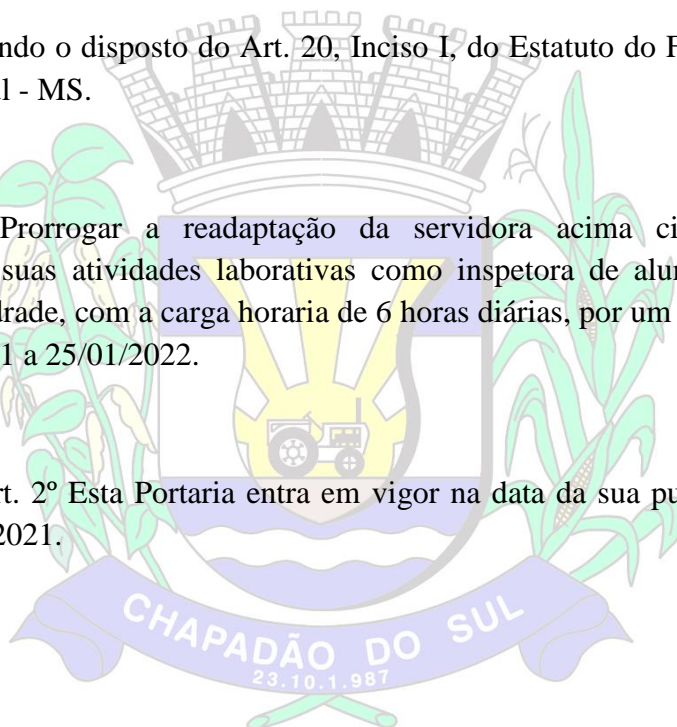 ndo o disposto do Art. 20, Inciso I, do Estatuto do F
l - MS.
Prorrogar a readaptação da servidora acima ci
suas atividades laborativas como inspetora de alu
drade, com a carga horaria de 6 horas diárias, por um
1 a 25/01/2022.
rt. 2º Esta Portaria entra em vigor na data da sua pu
2021.
CHAPADÃO DO SUL
23.10.1.987